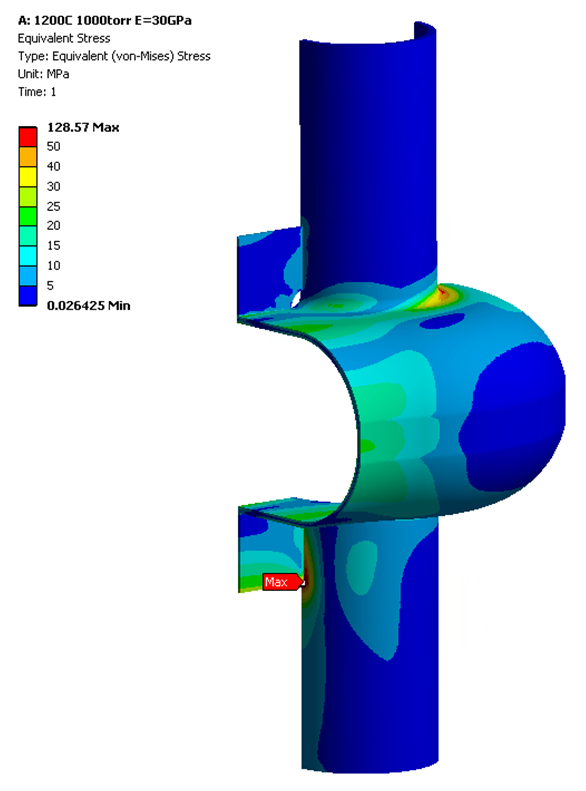 A: 1200C 1000torr E=30GPa
Equivalent Stress
Type: Equivalent (von-Mises) Stress
Unit: MPa
Time: 1
128.57 Max
50
40
30
25
20
15
10
5
0.026425 Min
Max